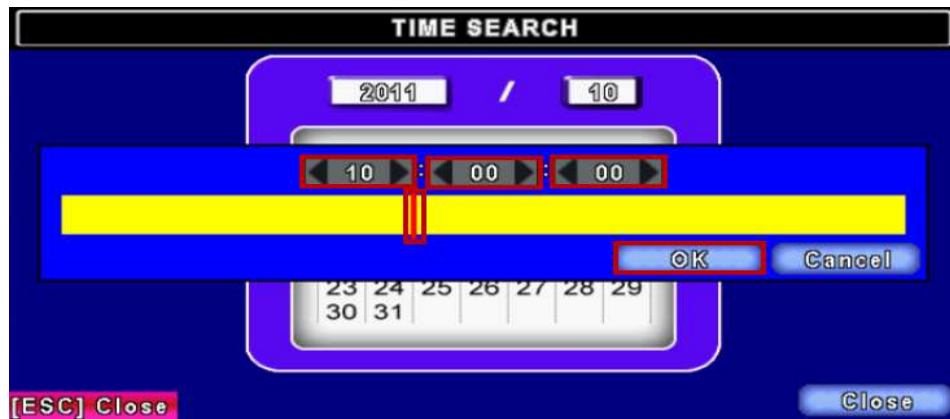 TIME SEARCH
2011 / 10
10 : 00 : 00
OK Cancel
23 24 25 26 27 28 29
30 31
[ESC] Close Close